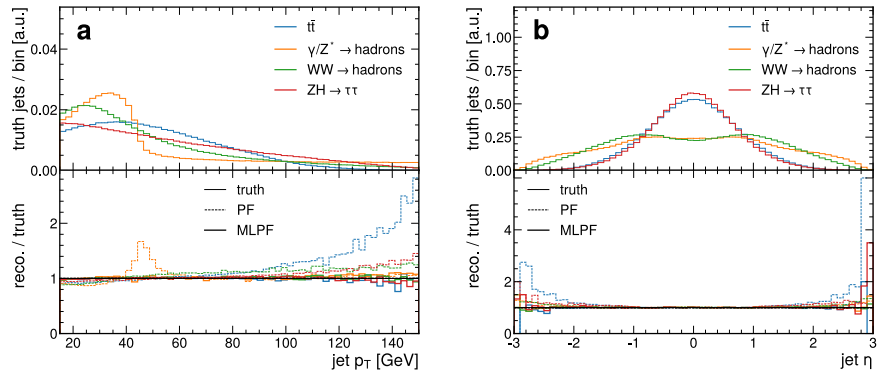 a
truth jets / bin [a.u.]
0.04
0.02
0.00
tt̄
γ/Z* → hadrons
WW → hadrons
ZH → ττ
reco. / truth
2
1
0
truth
PF
MLPF
20 40 60 80 100 120 140
jet pT [GeV]
b
truth jets / bin [a.u.]
1.00
0.75
0.50
0.25
0.00
tt̄
γ/Z* → hadrons
WW → hadrons
ZH → ττ
reco. / truth
6
4
2
0
truth
PF
MLPF
-3 -2 -1 0 1 2 3
jet η